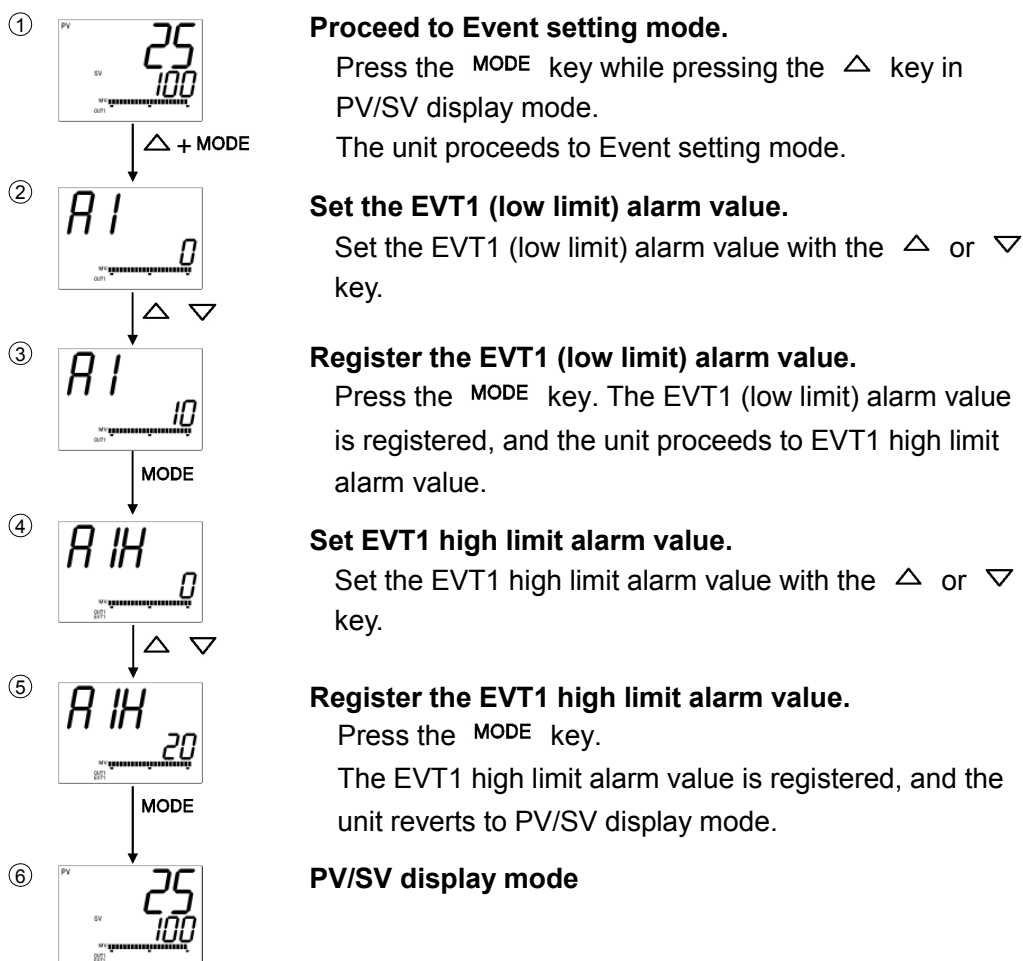 ① PV 25 Proceed to Event setting mode.
SV 100 Press the MODE key while pressing the △ key in
MV PV/SV display mode.
OUT1
△ + MODE The unit proceeds to Event setting mode.
② A1 Set the EVT1 (low limit) alarm value.
0 Set the EVT1 (low limit) alarm value with the △ or ▽
MV key.
OUT1
△ ▽
③ A1 Register the EVT1 (low limit) alarm value.
10 Press the MODE key. The EVT1 (low limit) alarm value
MV is registered, and the unit proceeds to EVT1 high limit
OUT1
MODE alarm value.
④ A1H Set EVT1 high limit alarm value.
0 Set the EVT1 high limit alarm value with the △ or ▽
MV key.
OUT1
EVT1
△ ▽
⑤ A1H Register the EVT1 high limit alarm value.
20 Press the MODE key.
MV The EVT1 high limit alarm value is registered, and the
OUT1
EVT1
MODE unit reverts to PV/SV display mode.
⑥ PV 25 PV/SV display mode
SV 100
MV
OUT1
EVT1